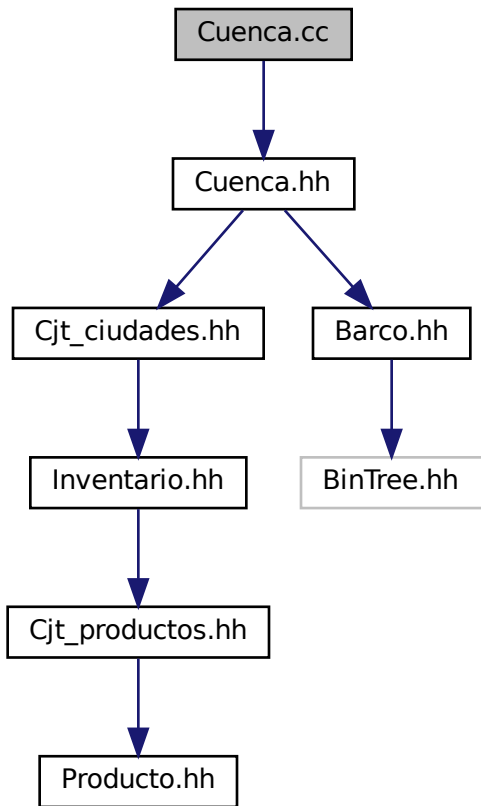 Cuenca.cc
Cuenca.hh
Cjt_ciudades.hh
Barco.hh
Inventario.hh
BinTree.hh
Cjt_productos.hh
Producto.hh